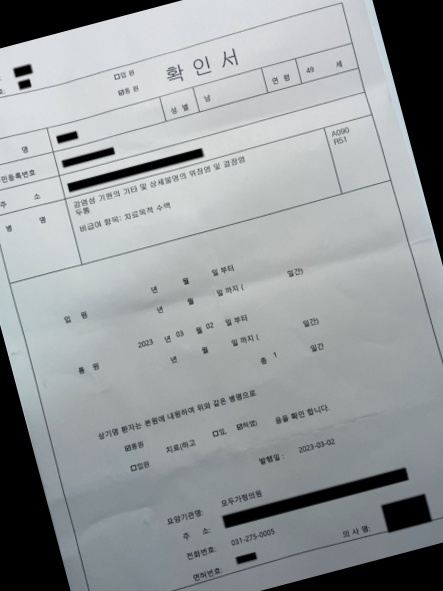 호:
☐입 원
☑통 원
확 인 서
명
성 별
남
연 령
49
세
주민등록번호
주 소
병 명
감염성 기원의 기타 및 상세불명의 위장염 및 결장염
두통
비급여 항목: 치료목적 수액
A090
R51
입 원
년 월 일 부터
년 월 일 까지 ( 일간)
통 원
2023 년 03 월 02 일 부터
년 월 일 까지 ( 일간)
총 1 일간
상기명 환자는 본원에 내원하여 위와 같은 병명으로
☑통원
☐입원
치료(하고 ☐있, ☑하였) 음을 확인 합니다.
발행일 : 2023-03-02
요양기관명: 모두가정의원
주 소:
전화번호: 031-275-0005
면허번호:
의 사 명: